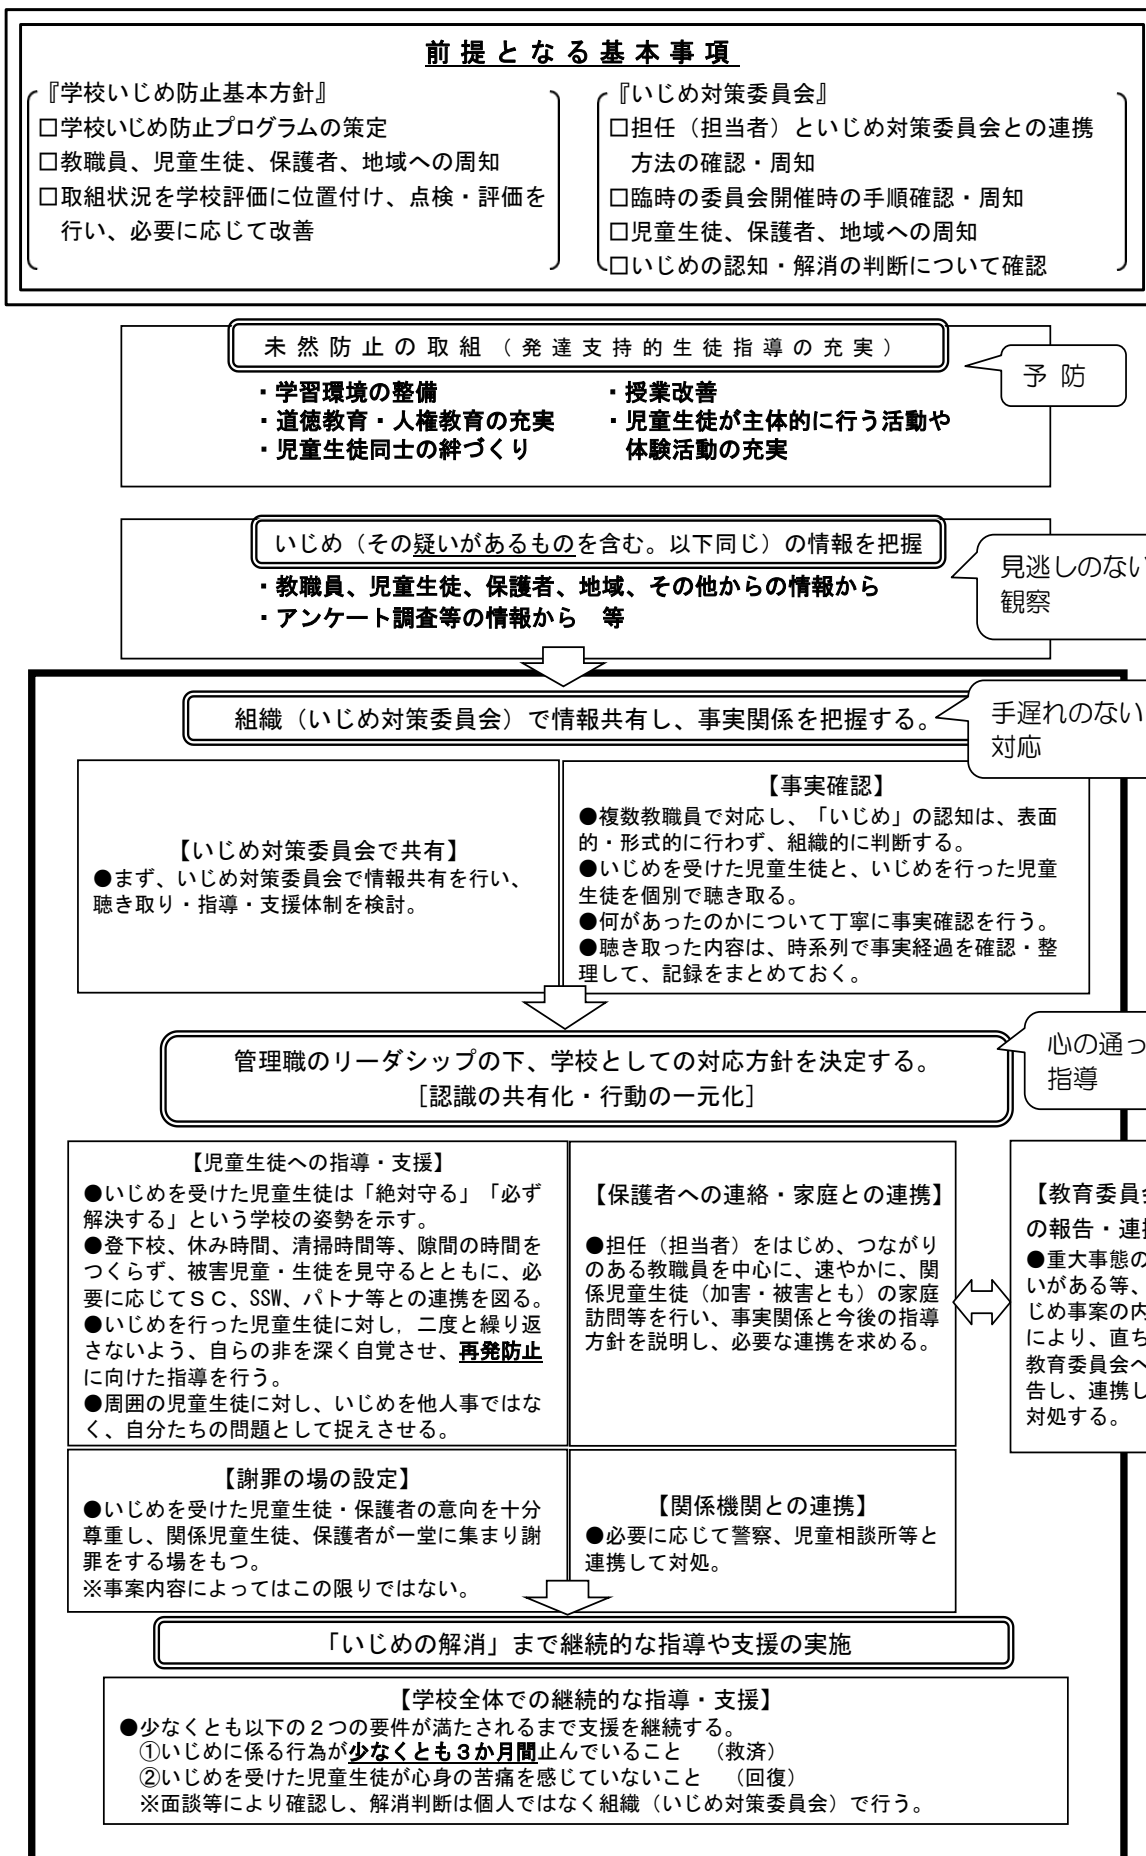 前提となる基本事項
『学校いじめ防止基本方針』
□学校いじめ防止プログラムの策定
□教職員、児童生徒、保護者、地域への周知
□取組状況を学校評価に位置付け、点検・評価を
行い、必要に応じて改善
『いじめ対策委員会』
□担任（担当者）といじめ対策委員会との連携
方法の確認・周知
□臨時の委員会開催時の手順確認・周知
□児童生徒、保護者、地域への周知
□いじめの認知・解消の判断について確認
未然防止の取組（発達支持的生徒指導の充実）
予防
・学習環境の整備
・道徳教育・人権教育の充実
・児童生徒同士の絆づくり
・授業改善
・児童生徒が主体的に行う活動や
体験活動の充実
いじめ（その疑いがあるものを含む。以下同じ）の情報を把握
見逃しのない
観察
・教職員、児童生徒、保護者、地域、その他からの情報から
・アンケート調査等の情報から　等
組織（いじめ対策委員会）で情報共有し、事実関係を把握する。
手遅れのない
対応
【いじめ対策委員会で共有】
●まず、いじめ対策委員会で情報共有を行い、
聴き取り・指導・支援体制を検討。
【事実確認】
●複数教職員で対応し、「いじめ」の認知は、表面
的・形式的に行わず、組織的に判断する。
●いじめを受けた児童生徒と、いじめを行った児童
生徒を個別で聴き取る。
●何があったのかについて丁寧に事実確認を行う。
●聴き取った内容は、時系列で事実経過を確認・整
理して、記録をまとめておく。
管理職のリーダシップの下、学校としての対応方針を決定する。
［認識の共有化・行動の一元化］
心の通っ
指導
【児童生徒への指導・支援】
●いじめを受けた児童生徒は「絶対守る」「必ず
解決する」という学校の姿勢を示す。
●登下校、休み時間、清掃時間等、隙間の時間を
つくらず、被害児童・生徒を見守るとともに、必
要に応じてＳＣ、SSW、パトナ等との連携を図る。
●いじめを行った児童生徒に対し，二度と繰り返
さないよう、自らの非を深く自覚させ、再発防止
に向けた指導を行う。
●周囲の児童生徒に対し、いじめを他人事ではな
く、自分たちの問題として捉えさせる。
【保護者への連絡・家庭との連携】
●担任（担当者）をはじめ、つながり
のある教職員を中心に、速やかに、関
係児童生徒（加害・被害とも）の家庭
訪問等を行い、事実関係と今後の指導
方針を説明し、必要な連携を求める。
【教育委員
の報告・連
●重大事態の
いがある等、
じめ事案の内
により、直ち
教育委員会へ
告し、連携し
対処する。
【謝罪の場の設定】
●いじめを受けた児童生徒・保護者の意向を十分
尊重し、関係児童生徒、保護者が一堂に集まり謝
罪をする場をもつ。
※事案内容によってはこの限りではない。
【関係機関との連携】
●必要に応じて警察、児童相談所等と
連携して対処。
「いじめの解消」まで継続的な指導や支援の実施
【学校全体での継続的な指導・支援】
●少なくとも以下の２つの要件が満たされるまで支援を継続する。
①いじめに係る行為が少なくとも３か月間止んでいること　（救済）
②いじめを受けた児童生徒が心身の苦痛を感じていないこと　（回復）
※面談等により確認し、解消判断は個人ではなく組織（いじめ対策委員会）で行う。